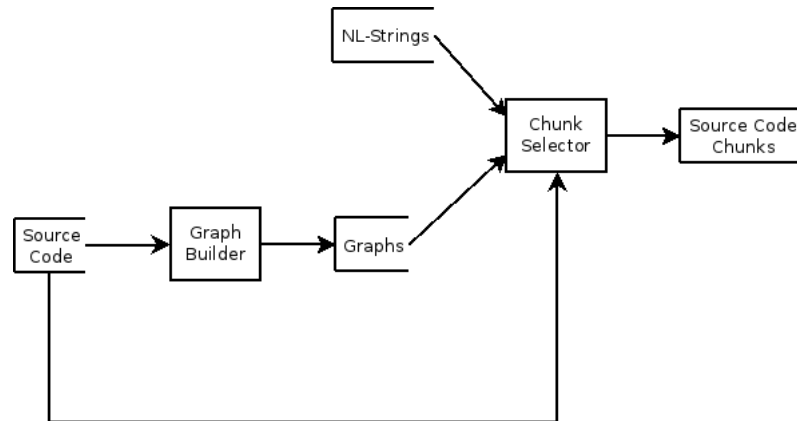 NL-Strings
Chunk
Selector
Source Code
Chunks
Source
Code
Graph
Builder
Graphs